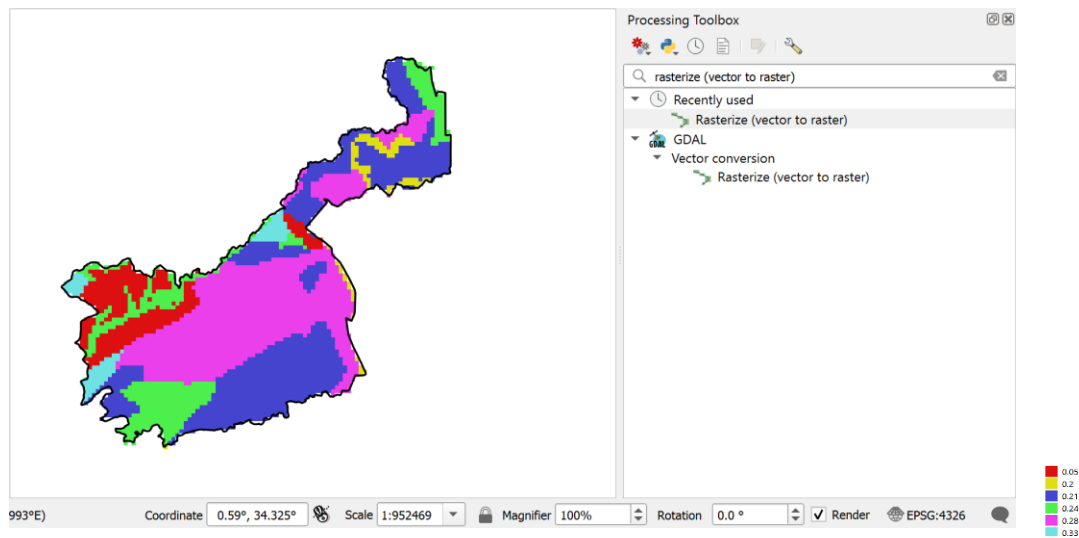 Processing Toolbox
rasterize (vector to raster)
Recently used
Rasterize (vector to raster)
GDAL
GDAL
Vector conversion
Rasterize (vector to raster)
0.05
0.2
0.21
0.24
0.28
0.33
993°E)
Coordinate 0.59°, 34.325° Scale 1:952469 Magnifier 100% Rotation 0.0 ° Render EPSG:4326